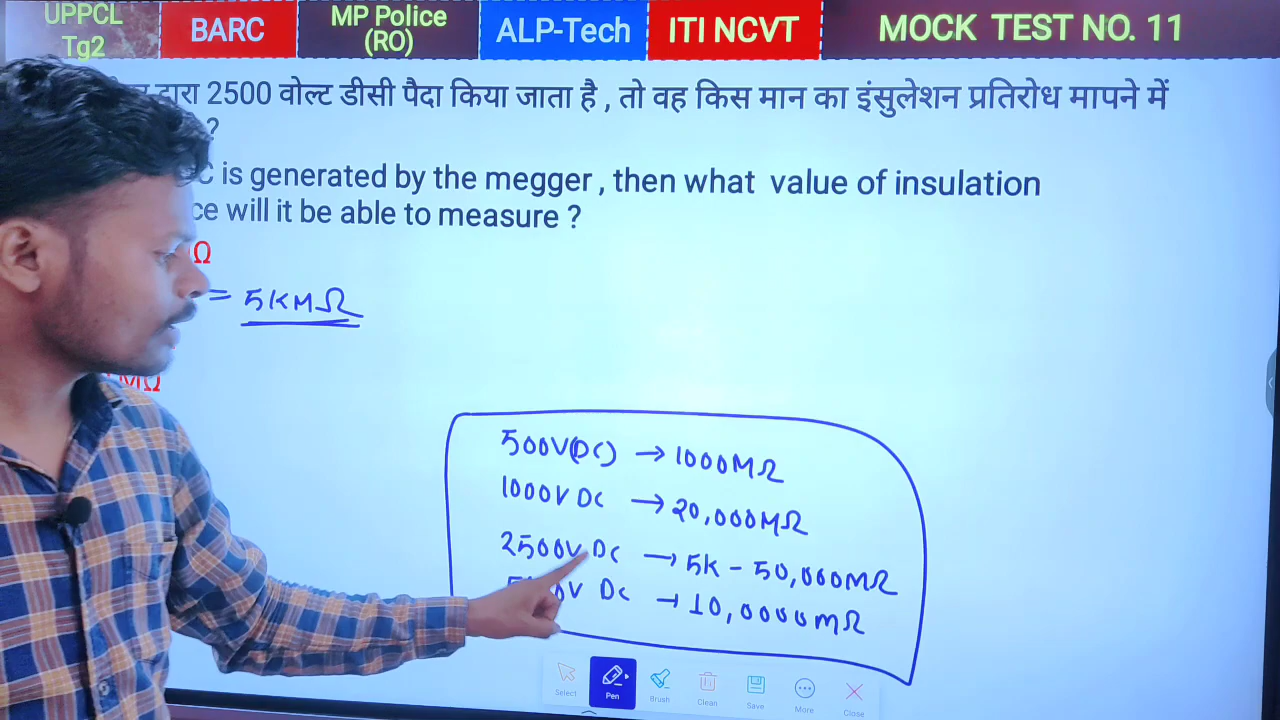 UPPCL
Tg2
BARC
MP Police
(RO)
ALP-Tech
ITI NCVT
MOCK TEST NO. 11
2500 वोल्ट डीसी पैदा किया जाता है , तो वह किस मान का इंसुलेशन प्रतिरोध मापने में
?
is generated by the megger , then what value of insulation
will it be able to measure ?
Ω
= 5KMΩ
MΩ
500V(DC) → 1000MΩ
1000V DC → 20,000MΩ
2500V DC → 5K - 50,000MΩ
V DC → 10,0000MΩ
Select
Pen
Brush
Clean
Save
More
Close